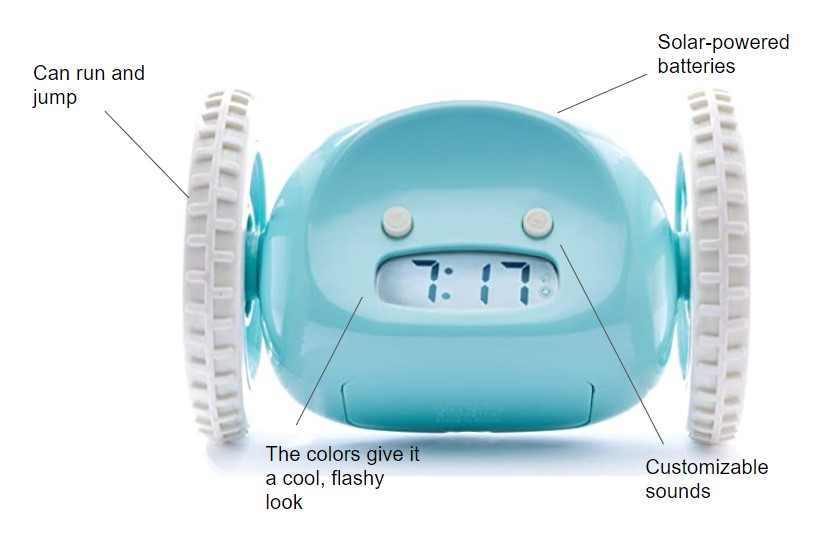 Solar-powered
batteries
Can run and
jump
7:17
The colors give it
a cool, flashy
look
Customizable
sounds